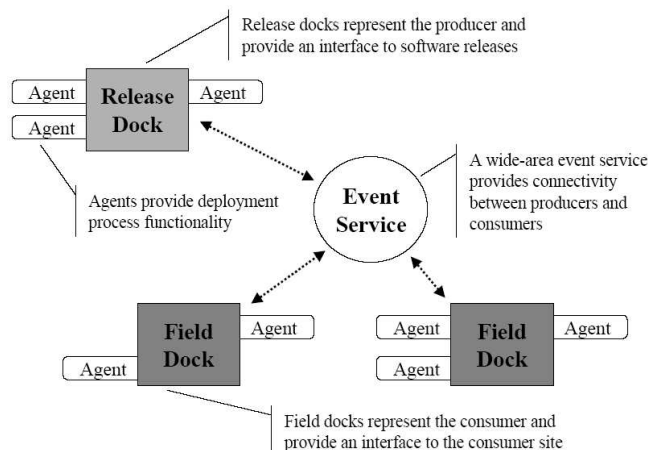 Release docks represent the producer and
provide an interface to software releases
Agent
Release
Dock
Agent
Agent
Agents provide deployment
process functionality
Event
Service
A wide-area event service
provides connectivity
between producers and
consumers
Field
Dock
Agent
Agent
Agent
Field
Dock
Agent
Agent
Field docks represent the consumer and
provide an interface to the consumer site